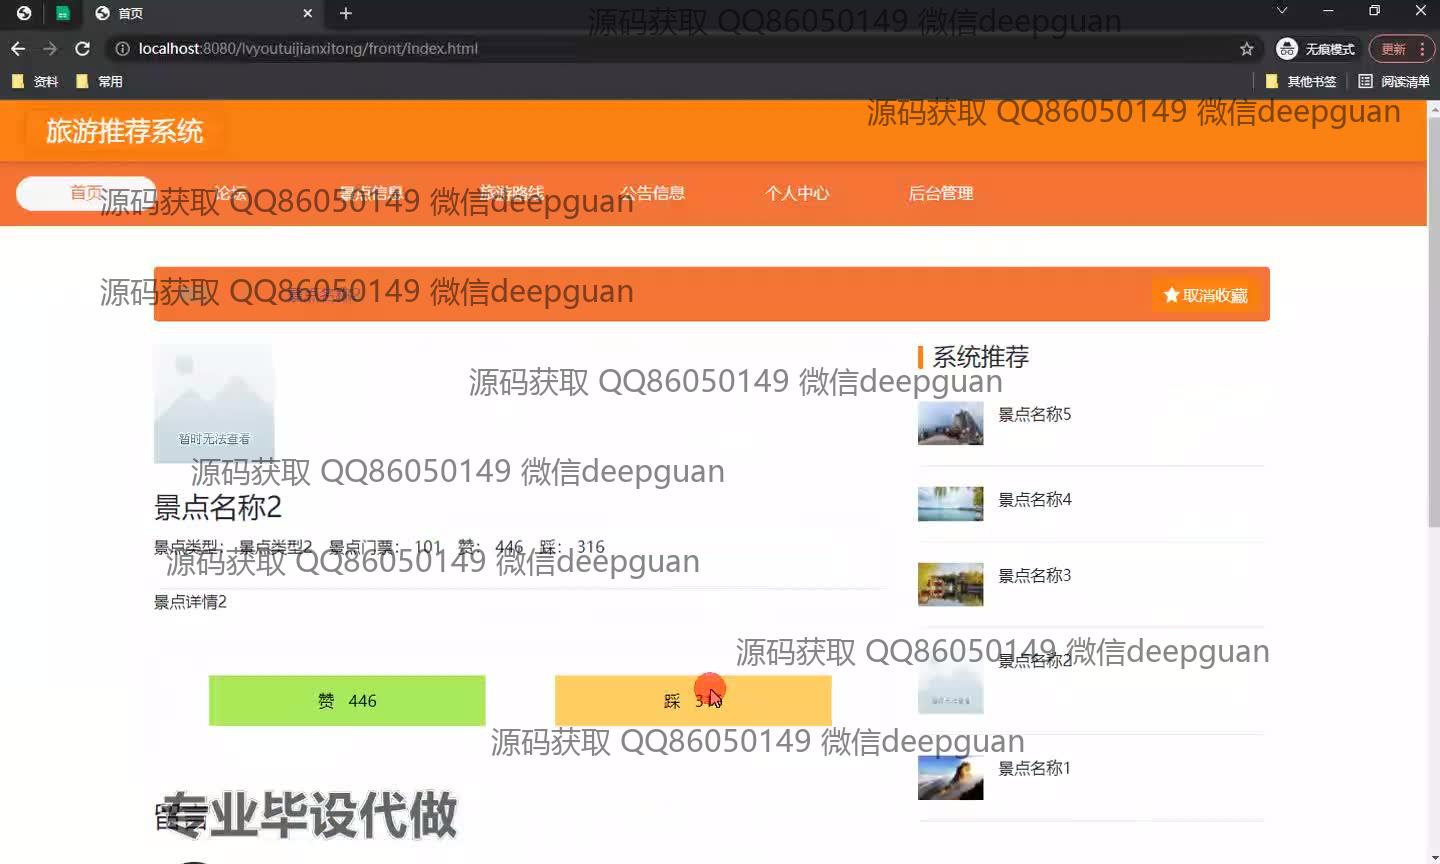 首页
源码获取 QQ86050149 微信deepguan
localhost:8080/lvyoutuijianxitong/front/index.html
无痕模式
更新
资料
常用
其他书签
阅读清单
源码获取 QQ86050149 微信deepguan
旅游推荐系统
首页
论坛
景点信息
旅游路线
公告信息
个人中心
后台管理
源码获取 QQ86050149 微信deepguan
源码获取 QQ86050149 微信deepguan
取消收藏
系统推荐
源码获取 QQ86050149 微信deepguan
景点名称5
暂时无法查看
源码获取 QQ86050149 微信deepguan
景点名称4
景点名称2
景点类型: 景点类型2 景点门票: 101 赞: 446 踩: 316
源码获取 QQ86050149 微信deepguan
景点名称3
景点详情2
源码获取 QQ86050149 微信deepguan
景点名称2
赞 446
踩
源码获取 QQ86050149 微信deepguan
景点名称1
专业毕设代做